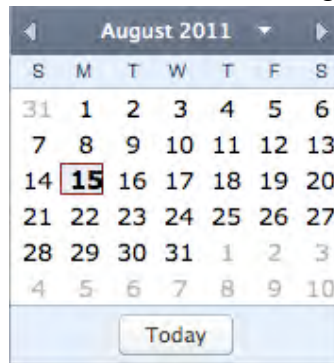 August 2011
S M T W T F S
31 1 2 3 4 5 6
7 8 9 10 11 12 13
14 15 16 17 18 19 20
21 22 23 24 25 26 27
28 29 30 31 1 2 3
4 5 6 7 8 9 10
Today